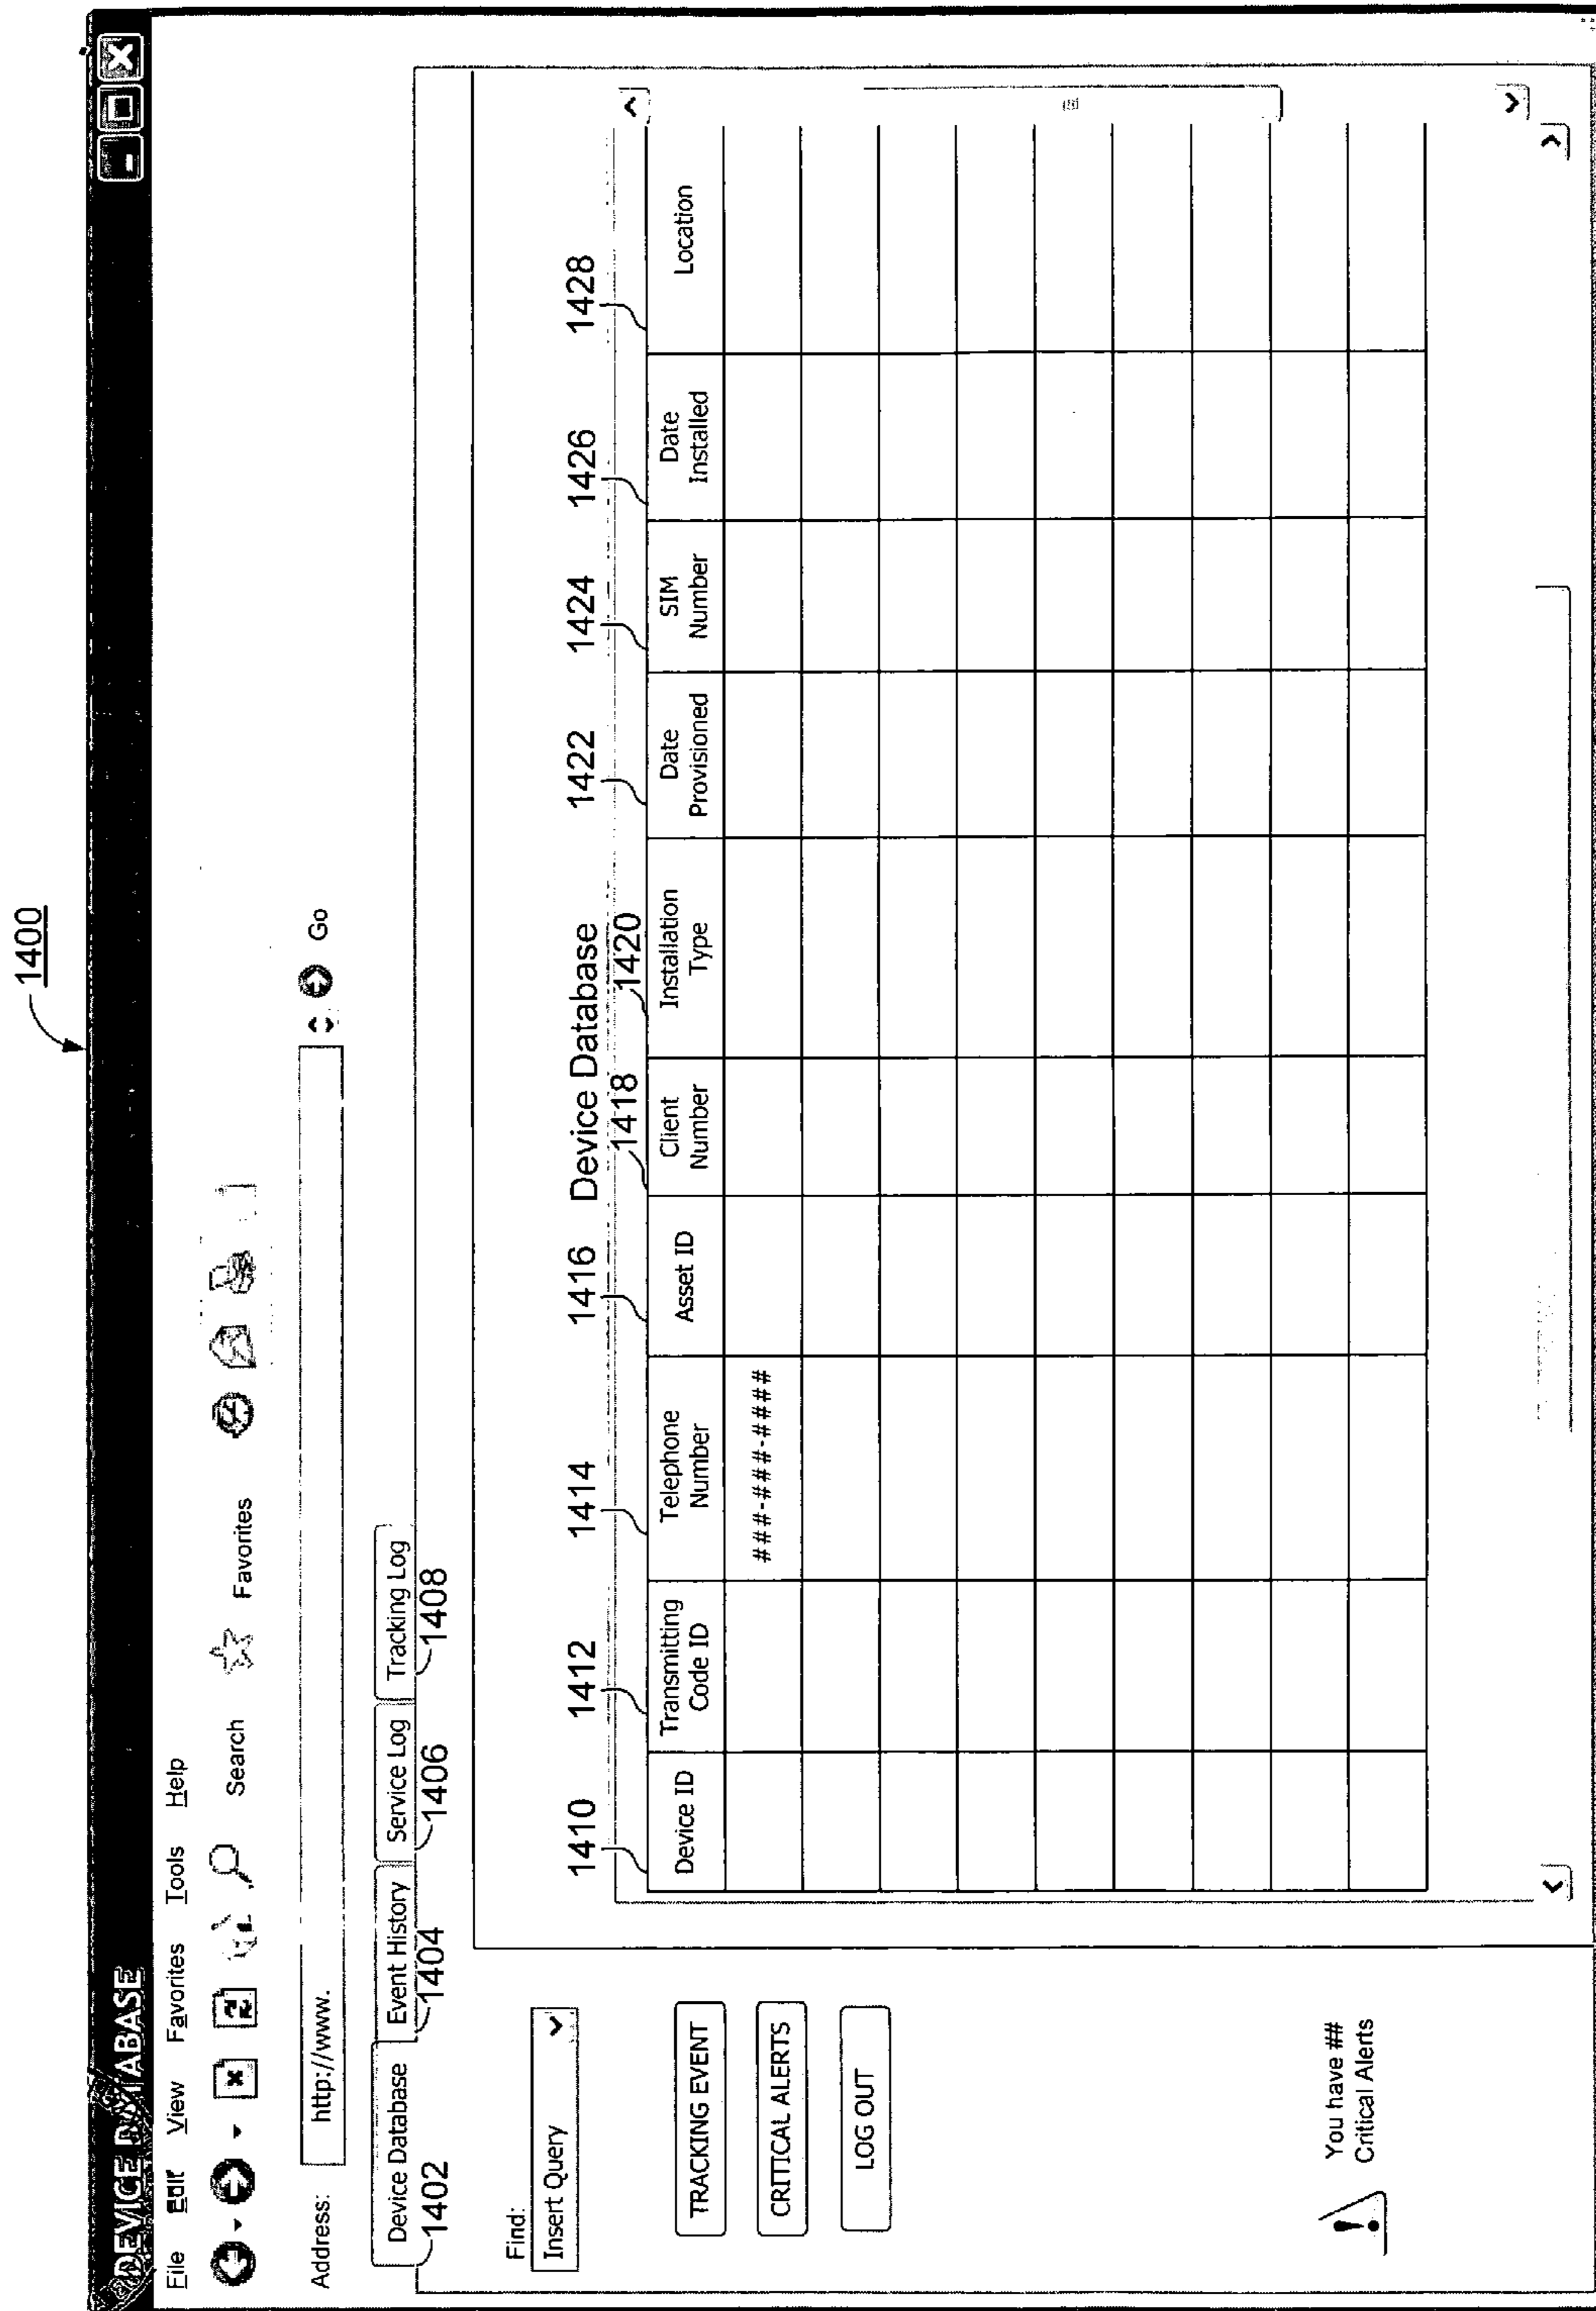 1400
DEVICE DATABASE
File Edit View Favorites Tools Help
Search Favorites
Address: http://www. Go
Device Database Event History Service Log Tracking Log
1402 1404 1406 1408
Find:
Insert Query
TRACKING EVENT
CRITICAL ALERTS
LOG OUT
You have ##
Critical Alerts
Device Database
1410 1412 1414 1416 1418 1420 1422 1424 1426 1428
Device ID
Transmitting
Code ID
Telephone
Number
Asset ID
Client
Number
Installation
Type
Date
Provisioned
SIM
Number
Date
Installed
Location
###-###-####